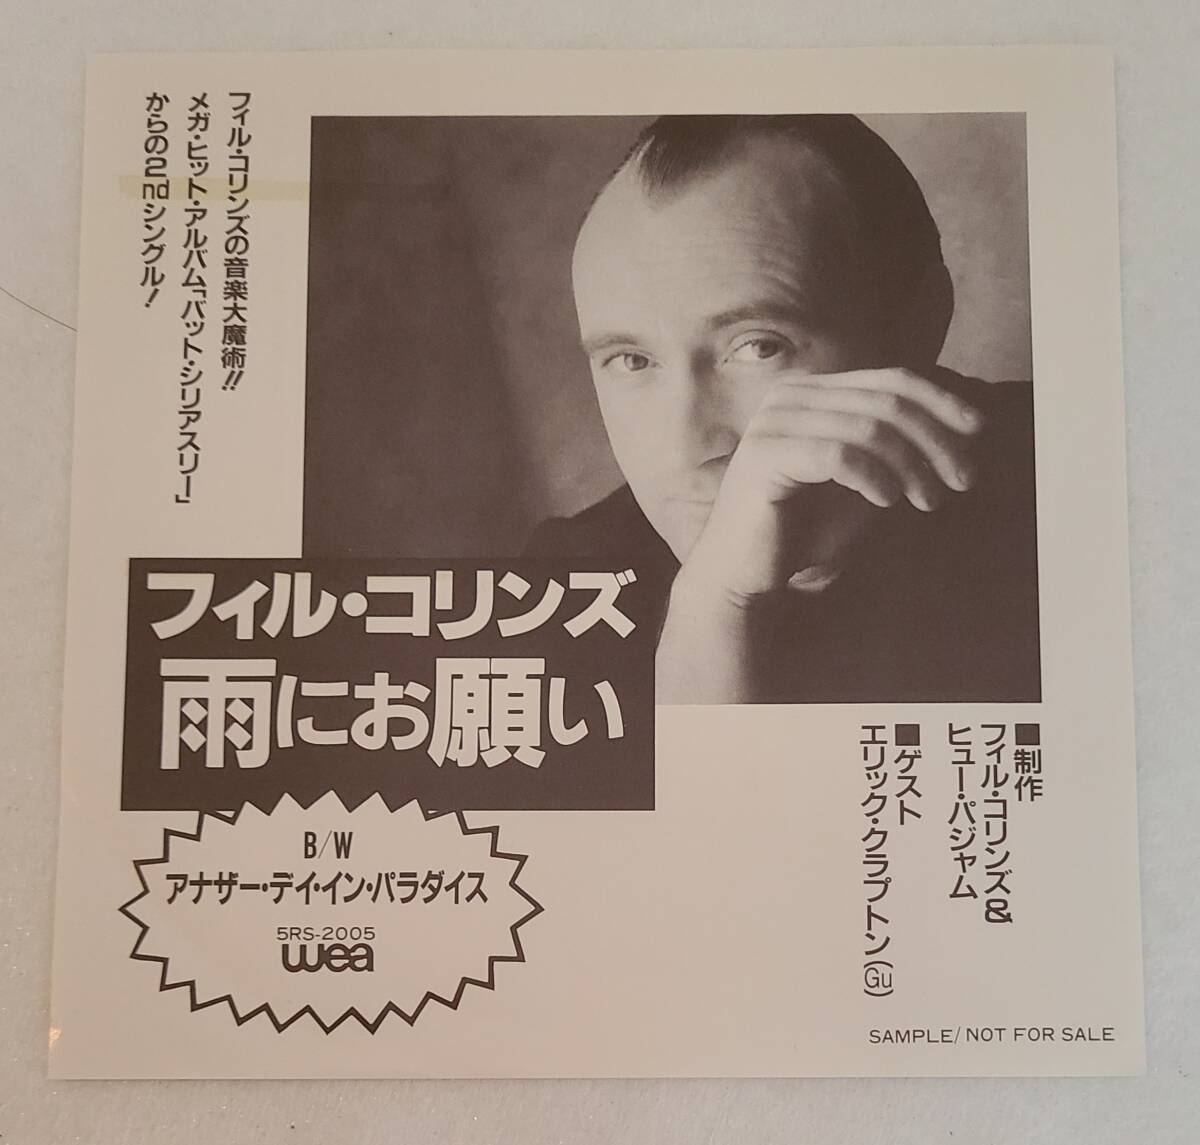 フィル・コリンズの音楽大魔術!!
メガ・ヒット・アルバム「バット・シリアスリー」
からの2ndシングル!
フィル・コリンズ
雨にお願い
B/W
アナザー・デイ・イン・パラダイス
5RS-2005
wea
■制作
フィル・コリンズ&
ヒュー・パジャム
■ゲスト
エリック・クラプトン(Gu)
SAMPLE/NOT FOR SALE